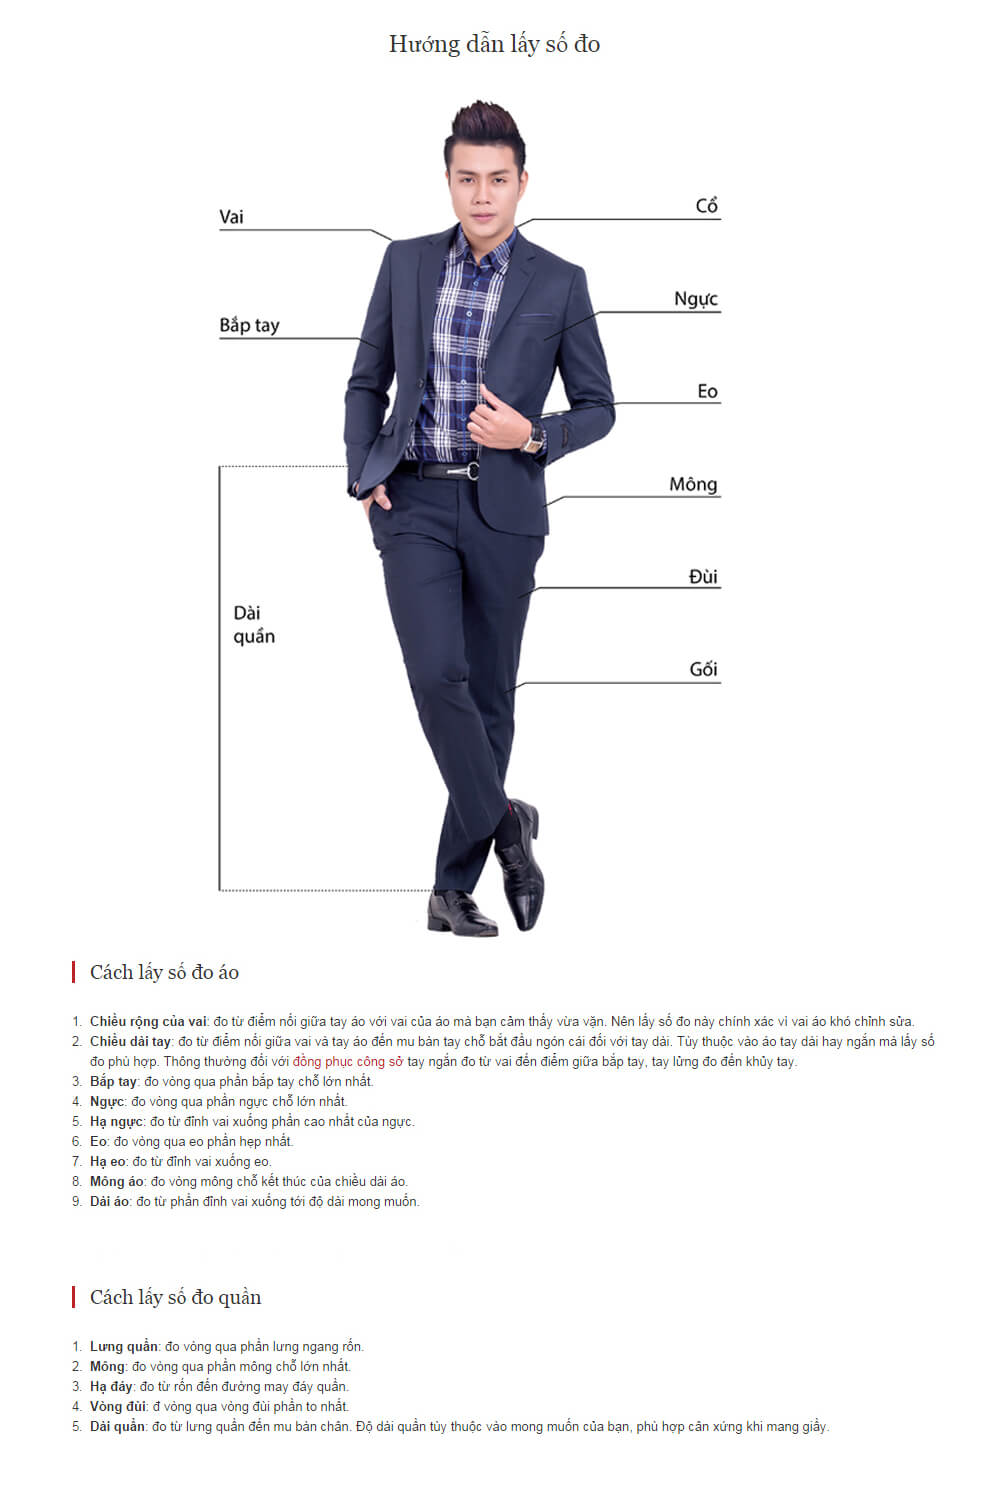 Hướng dẫn lấy số đo
Vai
Cổ
Ngực
Bắp tay
Eo
Mông
Đùi
Dài
quần
Gối
Cách lấy số đo áo
1. Chiều rộng của vai: đo từ điểm nối giữa tay áo với vai của áo mà bạn cảm thấy vừa vặn. Nên lấy số đo này chính xác vì vai áo khó chỉnh sửa.
2. Chiều dài tay: đo từ điểm nối giữa vai và tay áo đến mu bàn tay chỗ bắt đầu ngón cái đối với tay dài. Tùy thuộc vào áo tay dài hay ngắn mà lấy số
đo phù hợp. Thông thường đối với đồng phục công sở tay ngắn đo từ vai đến điểm giữa bắp tay, tay lửng đo đến khủy tay.
3. Bắp tay: đo vòng qua phần bắp tay chỗ lớn nhất.
4. Ngực: đo vòng qua phần ngực chỗ lớn nhất.
5. Hạ ngực: đo từ đỉnh vai xuống phần cao nhất của ngực.
6. Eo: đo vòng qua eo phần hẹp nhất.
7. Hạ eo: đo từ đỉnh vai xuống eo.
8. Mông áo: đo vòng mông chỗ kết thúc của chiều dài áo.
9. Dài áo: đo từ phần đỉnh vai xuống tới độ dài mong muốn.
Cách lấy số đo quần
1. Lưng quần: đo vòng qua phần lưng ngang rốn.
2. Mông: đo vòng qua phần mông chỗ lớn nhất.
3. Hạ đáy: đo từ rốn đến đường may đáy quần.
4. Vòng đùi: đ vòng qua vòng đùi phần to nhất.
5. Dài quần: đo từ lưng quần đến mu bàn chân. Độ dài quần tùy thuộc vào mong muốn của bạn, phù hợp cân xứng khi mang giầy.